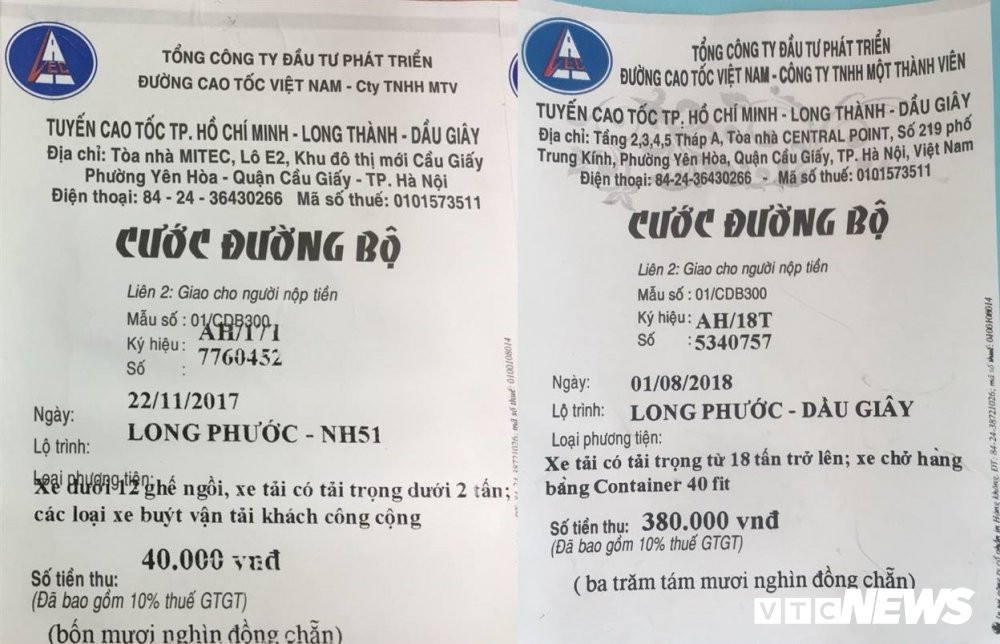 VEC
TỔNG CÔNG TY ĐẦU TƯ PHÁT TRIỂN
ĐƯỜNG CAO TỐC VIỆT NAM - Cty TNHH MTV
TUYẾN CAO TỐC TP. HỒ CHÍ MINH - LONG THÀNH - DẦU GIÂY
Địa chỉ: Tòa nhà MITEC, Lô E2, Khu đô thị mới Cầu Giấy
Phường Yên Hòa - Quận Cầu Giấy - TP. Hà Nội
Điện thoại: 84 - 24 - 36430266 Mã số thuế: 0101573511
CƯỚC ĐƯỜNG BỘ
Liên 2: Giao cho người nộp tiền
Mẫu số : 01/CDB300
Ký hiệu : AH/17T
Số : 7760452
Ngày: 22/11/2017
Lộ trình: LONG PHƯỚC - NH51
Loại phương tiện:
Xe dưới 12 ghế ngồi, xe tải có tải trọng dưới 2 tấn;
các loại xe buýt vận tải khách công cộng
Số tiền thu: 40.000 vnđ
(Đã bao gồm 10% thuế GTGT)
(bốn mươi nghìn đồng chẵn)
VEC
TỔNG CÔNG TY ĐẦU TƯ PHÁT TRIỂN
ĐƯỜNG CAO TỐC VIỆT NAM - CÔNG TY TNHH MỘT THÀNH VIÊN
TUYẾN CAO TỐC TP. HỒ CHÍ MINH - LONG THÀNH - DẦU GIÂY
Địa chỉ: Tầng 2,3,4,5 Tháp A, Tòa nhà CENTRAL POINT, Số 219 phố
Trung Kính, Phường Yên Hòa, Quận Cầu Giấy, TP. Hà Nội, Việt Nam
Điện thoại: 84-24-36430266 - Mã số thuế: 0101573511
CƯỚC ĐƯỜNG BỘ
Liên 2: Giao cho người nộp tiền
Mẫu số : 01/CDB300
Ký hiệu : AH/18T
Số : 5340757
Ngày: 01/08/2018
Lộ trình: LONG PHƯỚC - DẦU GIÂY
Loại phương tiện:
Xe tải có tải trọng từ 18 tấn trở lên; xe chở hàng
bằng Container 40 fit
Số tiền thu: 380.000 vnđ
(Đã bao gồm 10% thuế GTGT)
( ba trăm tám mươi nghìn đồng chẵn)
VTC NEWS